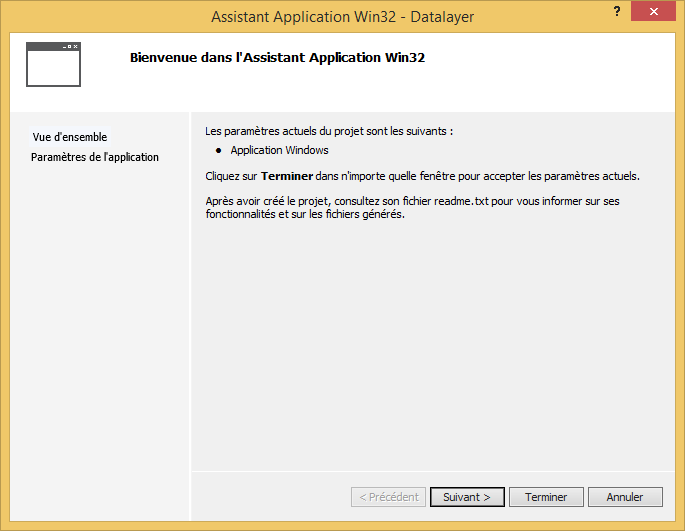 Assistant Application Win32 - Datalayer
?
Bienvenue dans l'Assistant Application Win32
Vue d'ensemble
Paramètres de l'application
Les paramètres actuels du projet sont les suivants :
• Application Windows
Cliquez sur Terminer dans n'importe quelle fenêtre pour accepter les paramètres actuels.
Après avoir créé le projet, consultez son fichier readme.txt pour vous informer sur ses
fonctionnalités et sur les fichiers générés.
< Précédent
Suivant >
Terminer
Annuler